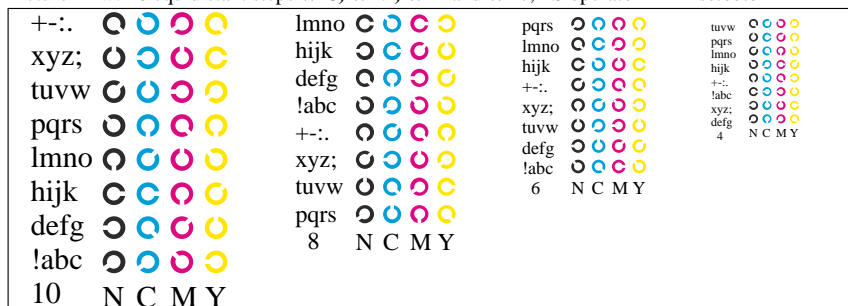 +-:.
xyz;
tuvw
pqrs
lmno
hijk
defg
!abc
10 N C M Y
lmno
hijk
defg
!abc
+-:.
xyz;
tuvw
pqrs
8 N C M Y
pqrs
lmno
hijk
+-:.
xyz;
tuvw
defg
!abc
6 N C M Y
tuvw
pqrs
lmno
hijk
+-:.
!abc
xyz;
defg
4 N C M Y